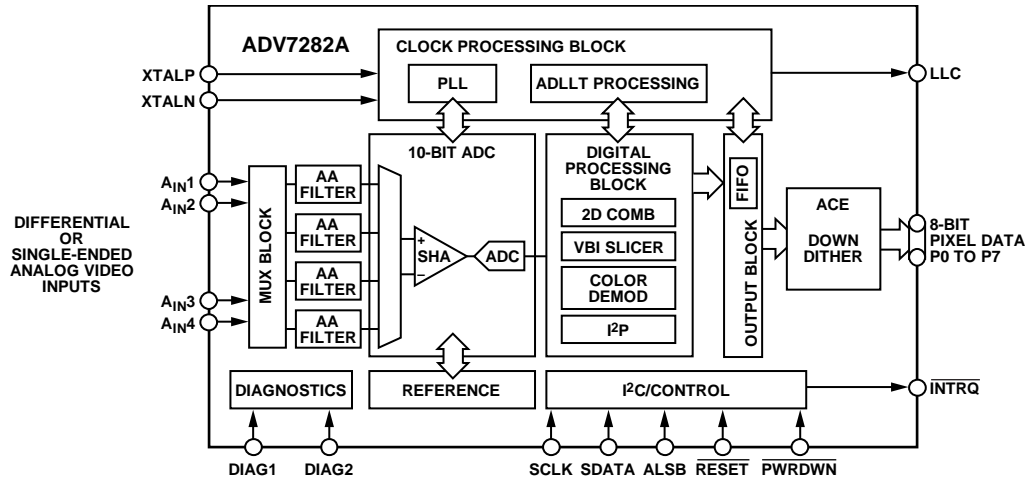 ADV7282A
CLOCK PROCESSING BLOCK
PLL
ADLLT PROCESSING
XTALP
XTALN
LLC
10-BIT ADC
DIGITAL
PROCESSING
BLOCK
2D COMB
VBI SLICER
COLOR
DEMOD
I²P
FIFO
OUTPUT BLOCK
ACE
DOWN
DITHER
8-BIT
PIXEL DATA
P0 TO P7
DIFFERENTIAL
OR
SINGLE-ENDED
ANALOG VIDEO
INPUTS
AIN1
AIN2
AIN3
AIN4
MUX BLOCK
AA
FILTER
AA
FILTER
AA
FILTER
AA
FILTER
+
SHA
–
ADC
DIAGNOSTICS
REFERENCE
I²C/CONTROL
INTRQ
DIAG1
DIAG2
SCLK
SDATA
ALSB
RESET
PWRDWN